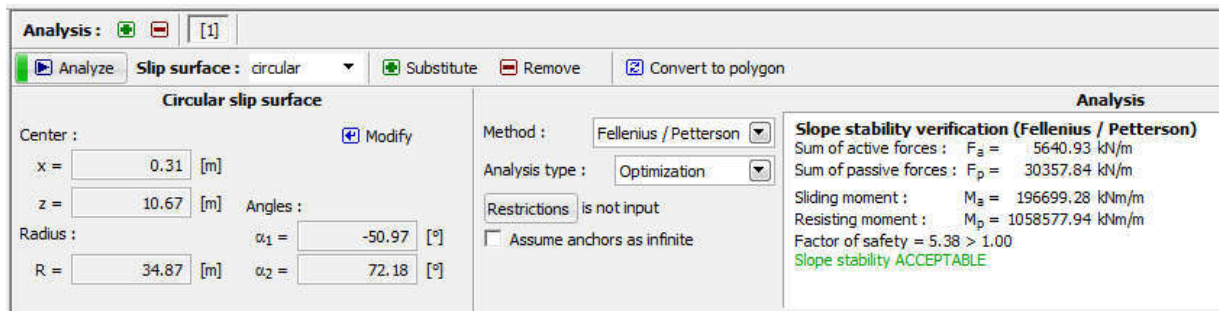 Analysis : [1]
Analyze Slip surface : circular Substitute Remove Convert to polygon
Circular slip surface
Center :
Modify
x = 0.31 [m]
z = 10.67 [m]
Angles :
Radius :
α1 = -50.97 [°]
R = 34.87 [m]
α2 = 72.18 [°]
Method : Fellenius / Petterson
Analysis type : Optimization
Restrictions is not input
Assume anchors as infinite
Analysis
Slope stability verification (Fellenius / Petterson)
Sum of active forces : Fa = 5640.93 kN/m
Sum of passive forces : Fp = 30357.84 kN/m
Sliding moment : Ma = 196699.28 kNm/m
Resisting moment : Mp = 1058577.94 kNm/m
Factor of safety = 5.38 > 1.00
Slope stability ACCEPTABLE